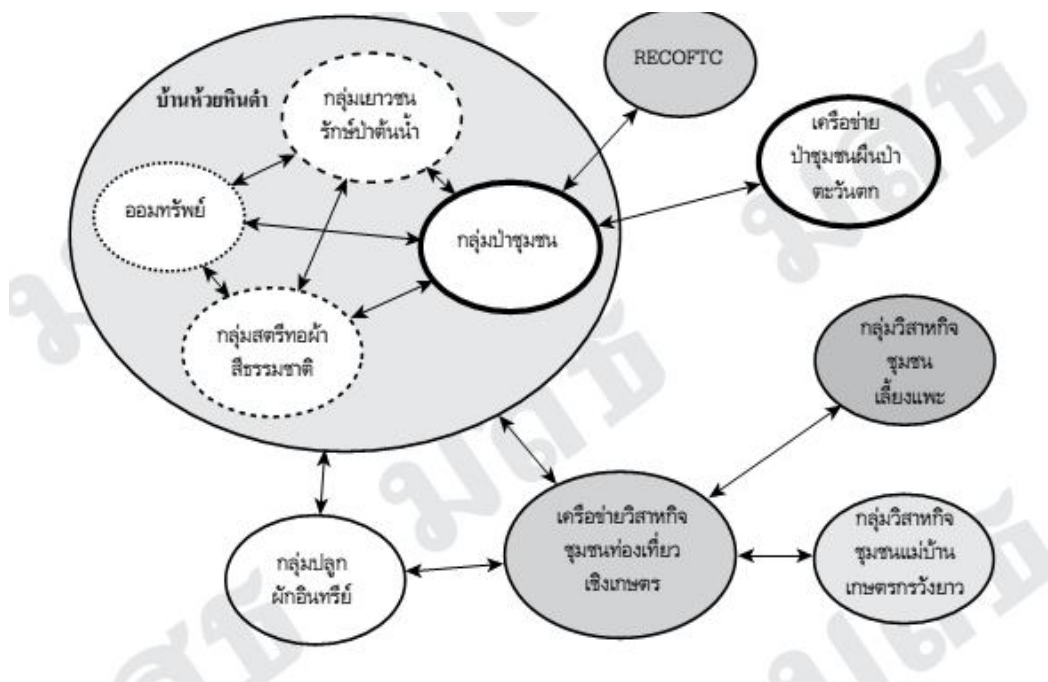 บ้านห้วยหินดำ
กลุ่มเยาวชน
รักษ์ป่าต้นน้ำ
ออมทรัพย์
กลุ่มป่าชุมชน
กลุ่มสตรีทอผ้า
สีธรรมชาติ
RECOFTC
เครือข่าย
ป่าชุมชนผืนป่า
ตะวันตก
กลุ่มวิสาหกิจ
ชุมชน
เลี้ยงแพะ
กลุ่มปลูก
ผักอินทรีย์
เครือข่ายวิสาหกิจ
ชุมชนท่องเที่ยว
เชิงเกษตร
กลุ่มวิสาหกิจ
ชุมชนแม่บ้าน
เกษตรกรวังยาว